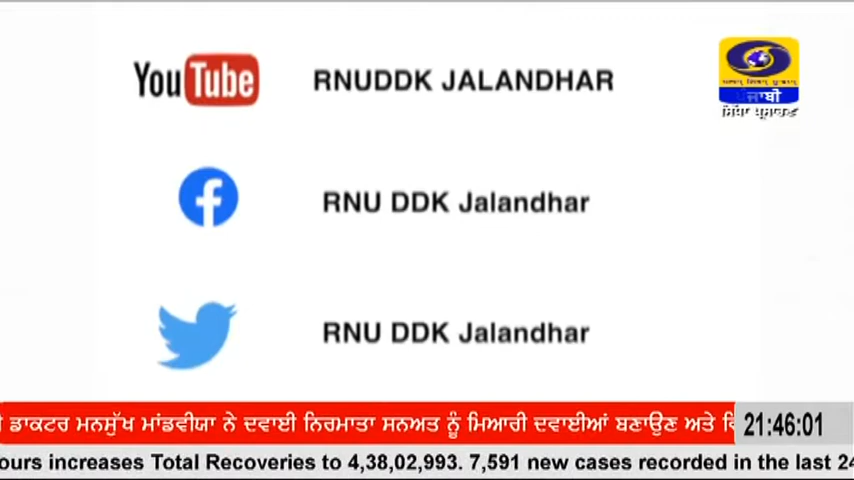 YouTube RNUDDK JALANDHAR
RNU DDK Jalandhar
RNU DDK Jalandhar
ਪੰਜਾਬੀ
ਸਿੱਧਾ ਪ੍ਰਸਾਰਣ
ਡਾਕਟਰ ਮਨਸੁੱਖ ਮਾਂਡਵੀਯਾ ਨੇ ਦਵਾਈ ਨਿਰਮਾਤਾ ਸਨਅਤ ਨੂੰ ਮਿਆਰੀ ਦਵਾਈਆਂ ਬਣਾਉਣ ਅਤੇ
21:46:01
ours increases Total Recoveries to 4,38,02,993. 7,591 new cases recorded in the last 24